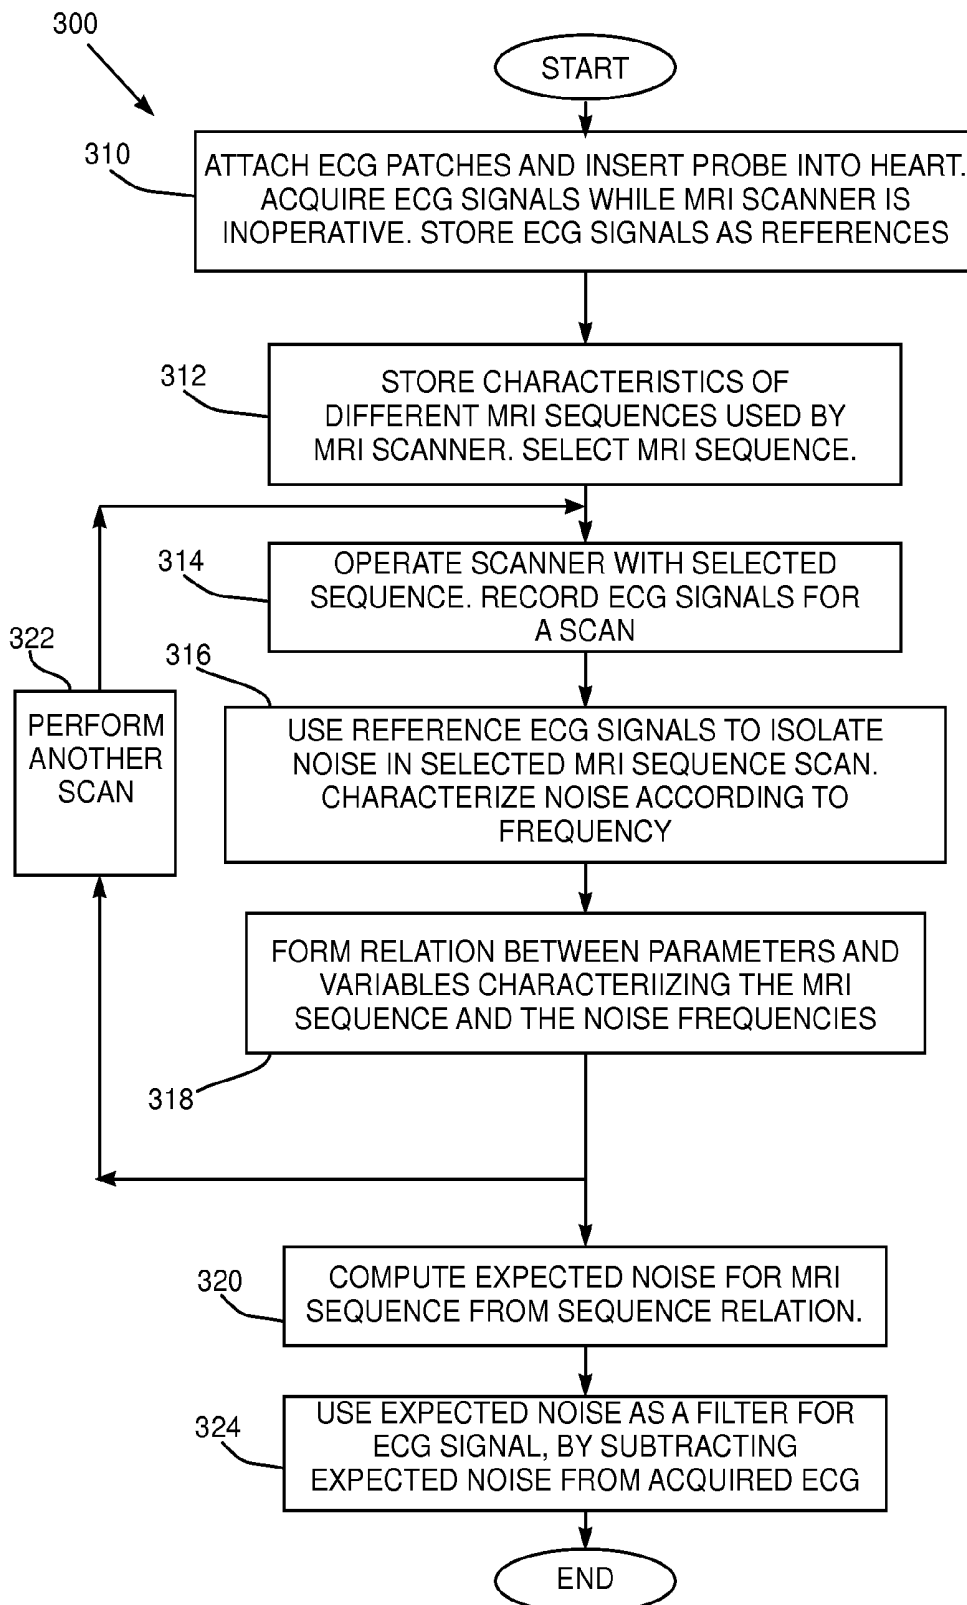 300
START
310
ATTACH ECG PATCHES AND INSERT PROBE INTO HEART.
ACQUIRE ECG SIGNALS WHILE MRI SCANNER IS
INOPERATIVE. STORE ECG SIGNALS AS REFERENCES
312
STORE CHARACTERISTICS OF
DIFFERENT MRI SEQUENCES USED BY
MRI SCANNER. SELECT MRI SEQUENCE.
314
OPERATE SCANNER WITH SELECTED
SEQUENCE. RECORD ECG SIGNALS FOR
A SCAN
322
PERFORM
ANOTHER
SCAN
316
USE REFERENCE ECG SIGNALS TO ISOLATE
NOISE IN SELECTED MRI SEQUENCE SCAN.
CHARACTERIZE NOISE ACCORDING TO
FREQUENCY
FORM RELATION BETWEEN PARAMETERS AND
VARIABLES CHARACTERIIZING THE MRI
SEQUENCE AND THE NOISE FREQUENCIES
318
320
COMPUTE EXPECTED NOISE FOR MRI
SEQUENCE FROM SEQUENCE RELATION.
324
USE EXPECTED NOISE AS A FILTER FOR
ECG SIGNAL, BY SUBTRACTING
EXPECTED NOISE FROM ACQUIRED ECG
END